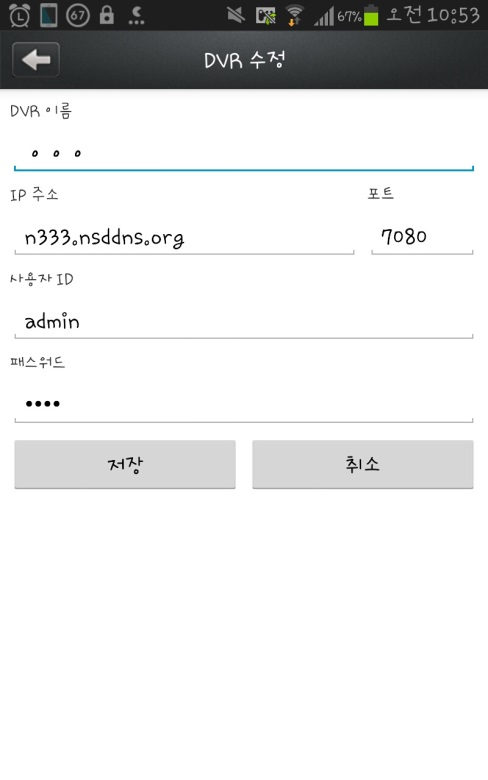 67 67% 오전 10:53
DVR 수정
DVR 이름
。。。
IP 주소 포트
n333.nsddns.org 7080
사용자 ID
admin
패스워드
••••
저장 취소